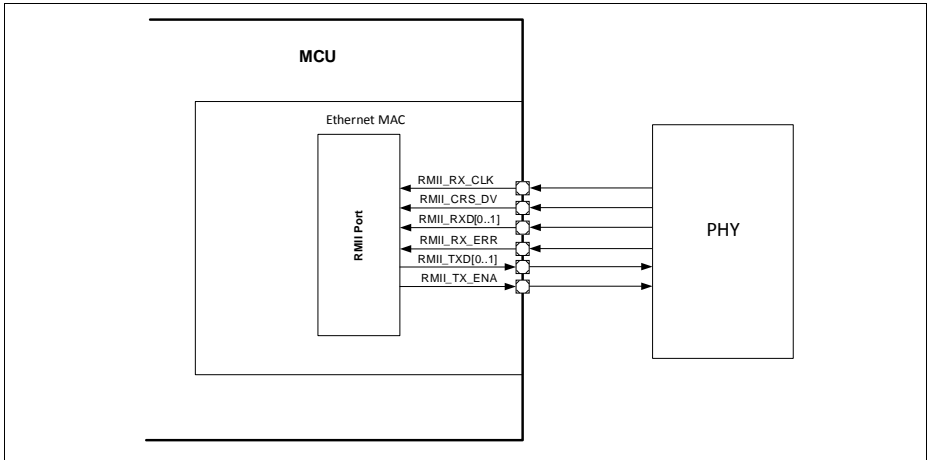 MCU
Ethernet MAC
RMII Port
RMII_RX_CLK
RMII_CRS_DV
RMII_RXD[0..1]
RMII_RX_ERR
RMII_TXD[0..1]
RMII_TX_ENA
PHY